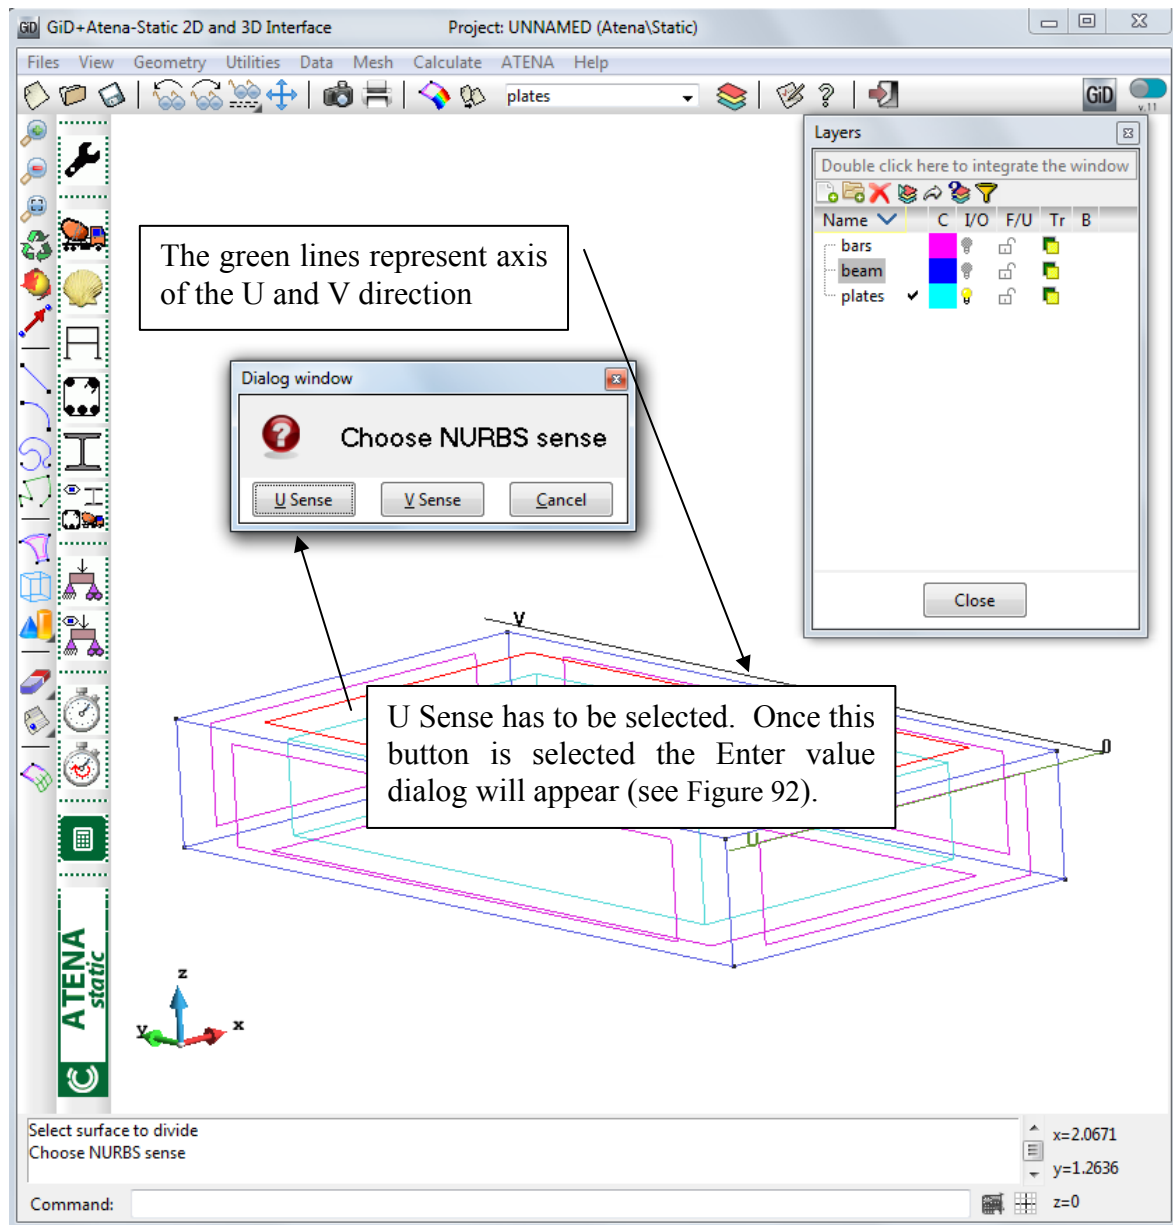 GiD GiD+Atena-Static 2D and 3D Interface Project: UNNAMED (Atena\Static)
Files View Geometry Utilities Data Mesh Calculate ATENA Help
plates GiD
v.11
Layers
Double click here to integrate the window
Name C I/O F/U Tr B
bars
beam
plates
The green lines represent axis
of the U and V direction
Dialog window
Choose NURBS sense
U Sense V Sense Cancel
Close
V
U Sense has to be selected. Once this
button is selected the Enter value
dialog will appear (see Figure 92).
U
ATENA
static
z
y x
Select surface to divide
Choose NURBS sense
x=2.0671
y=1.2636
z=0
Command: